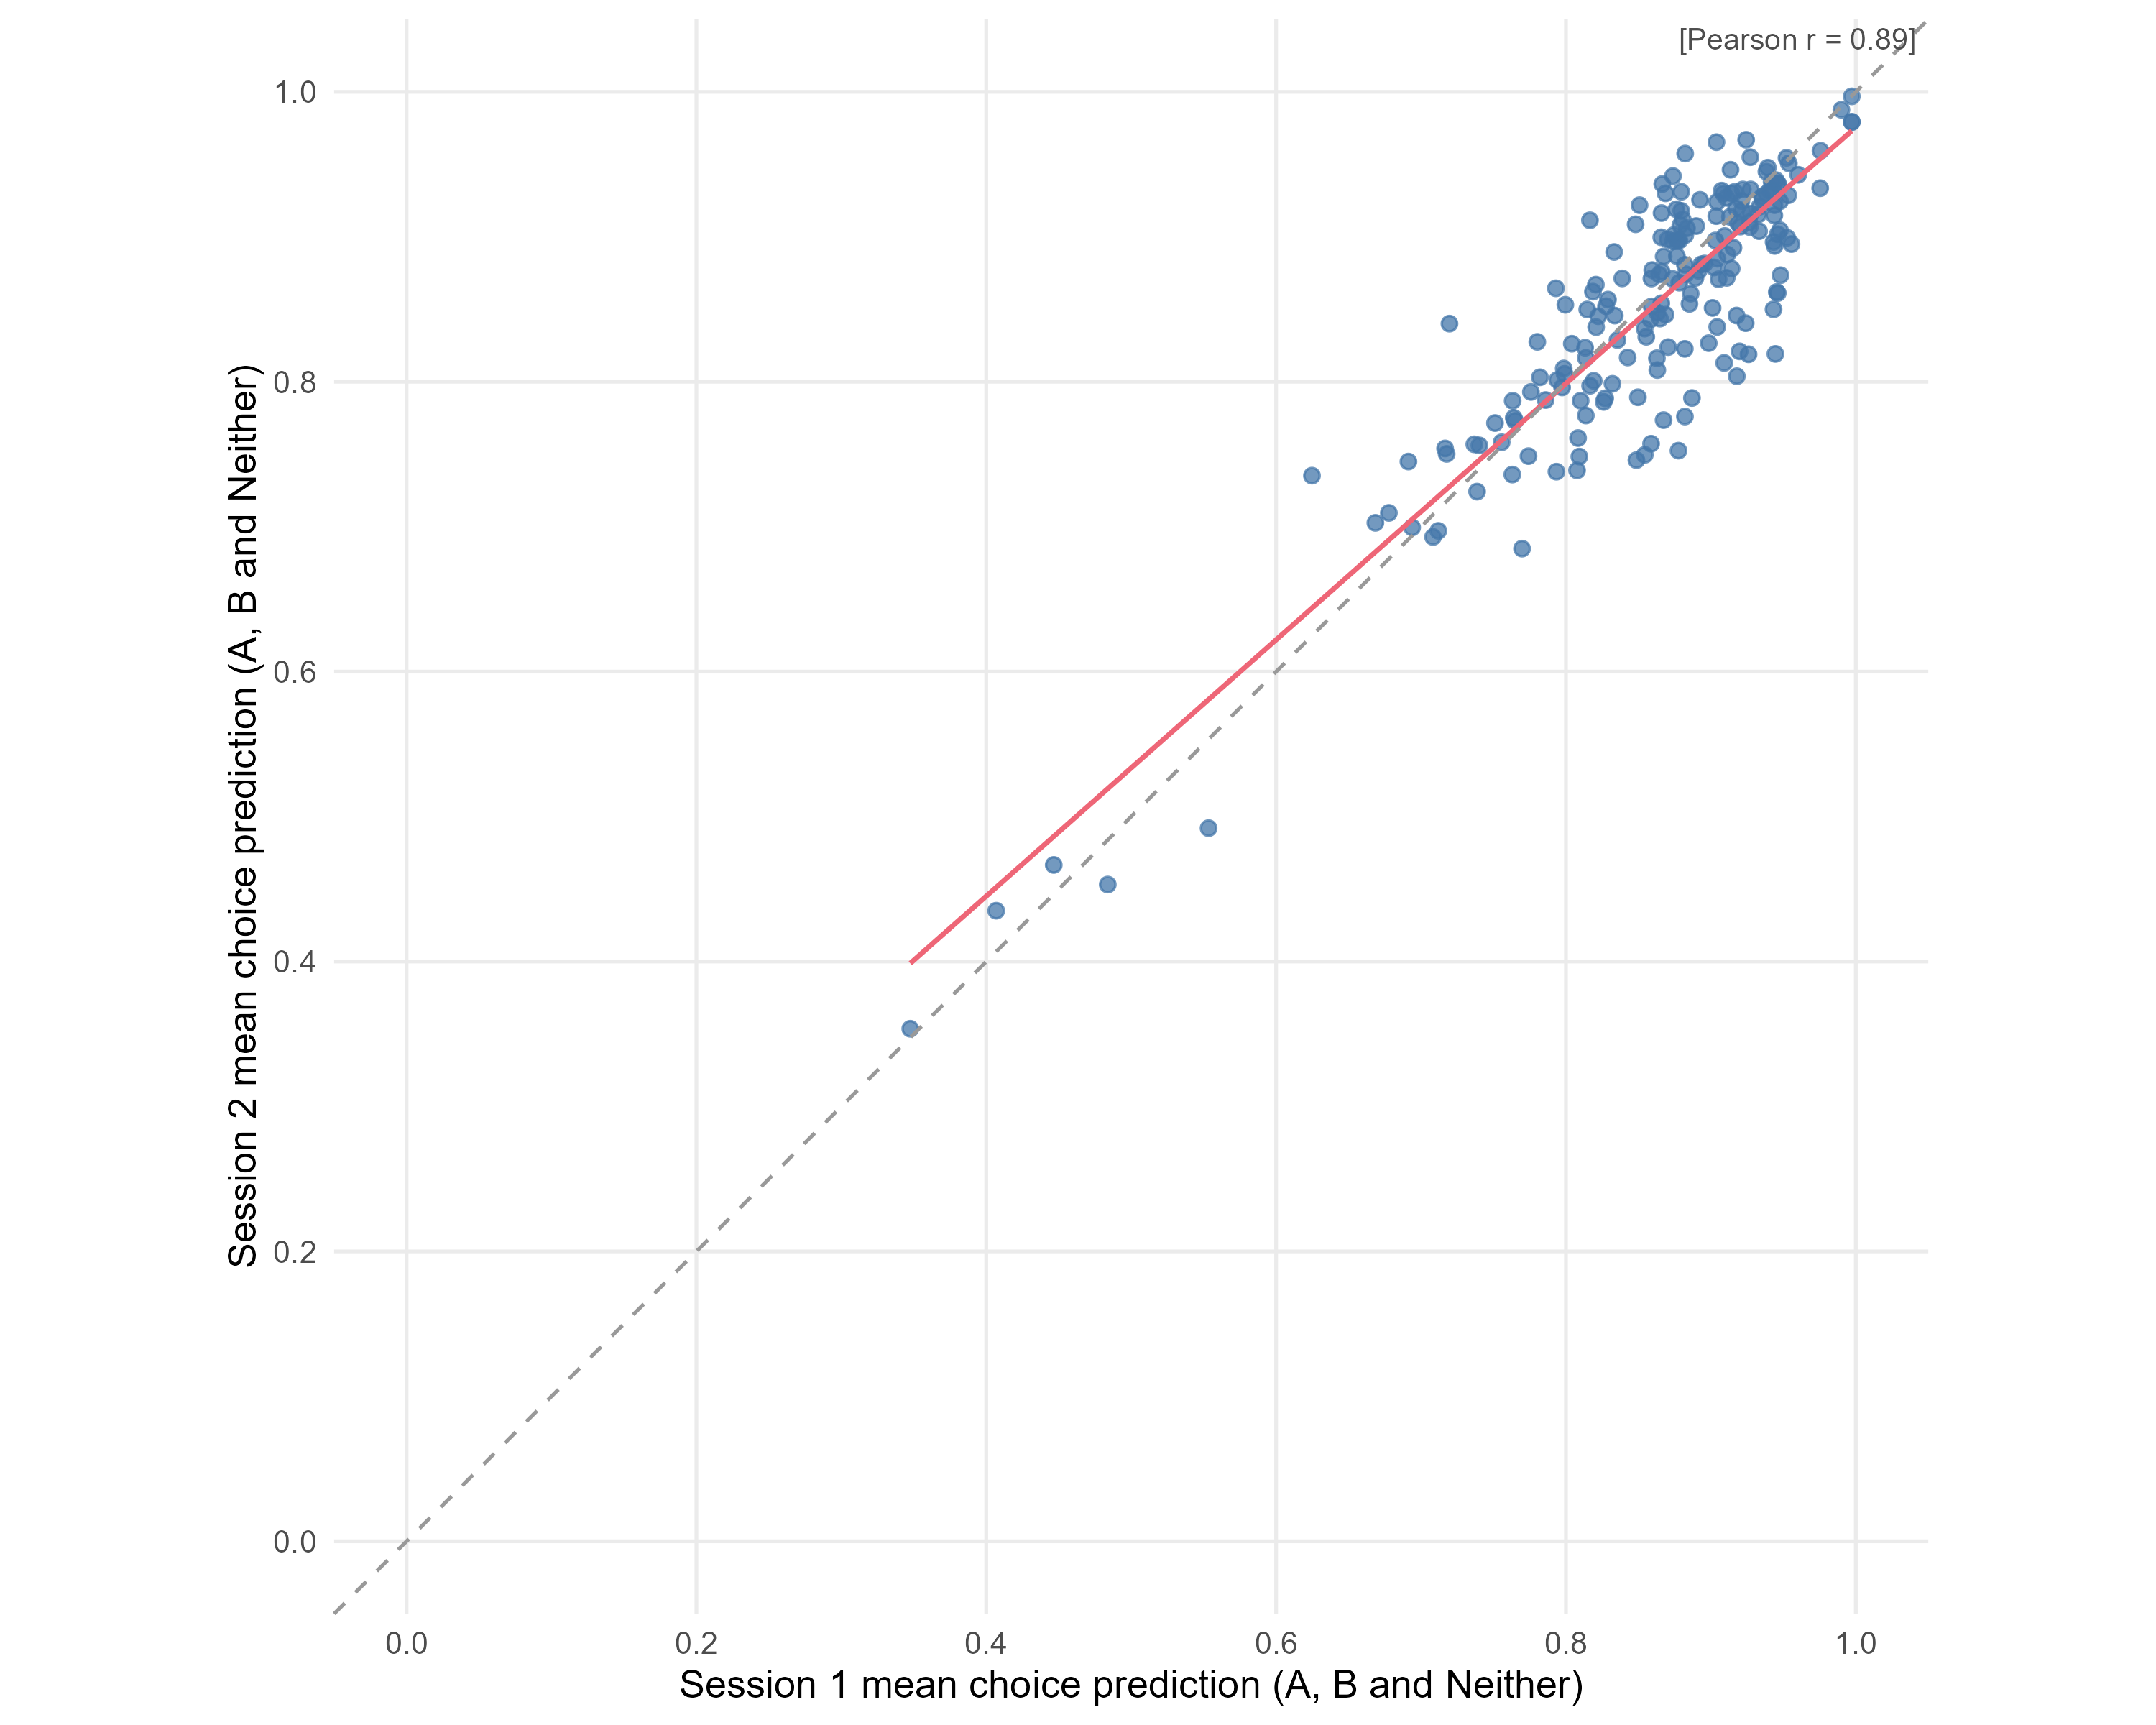 [Pearson r = 0.89]
Session 2 mean choice prediction (A, B and Neither)
1.0
0.8
0.6
0.4
0.2
0.0
0.0 0.2 0.4 0.6 0.8 1.0
Session 1 mean choice prediction (A, B and Neither)